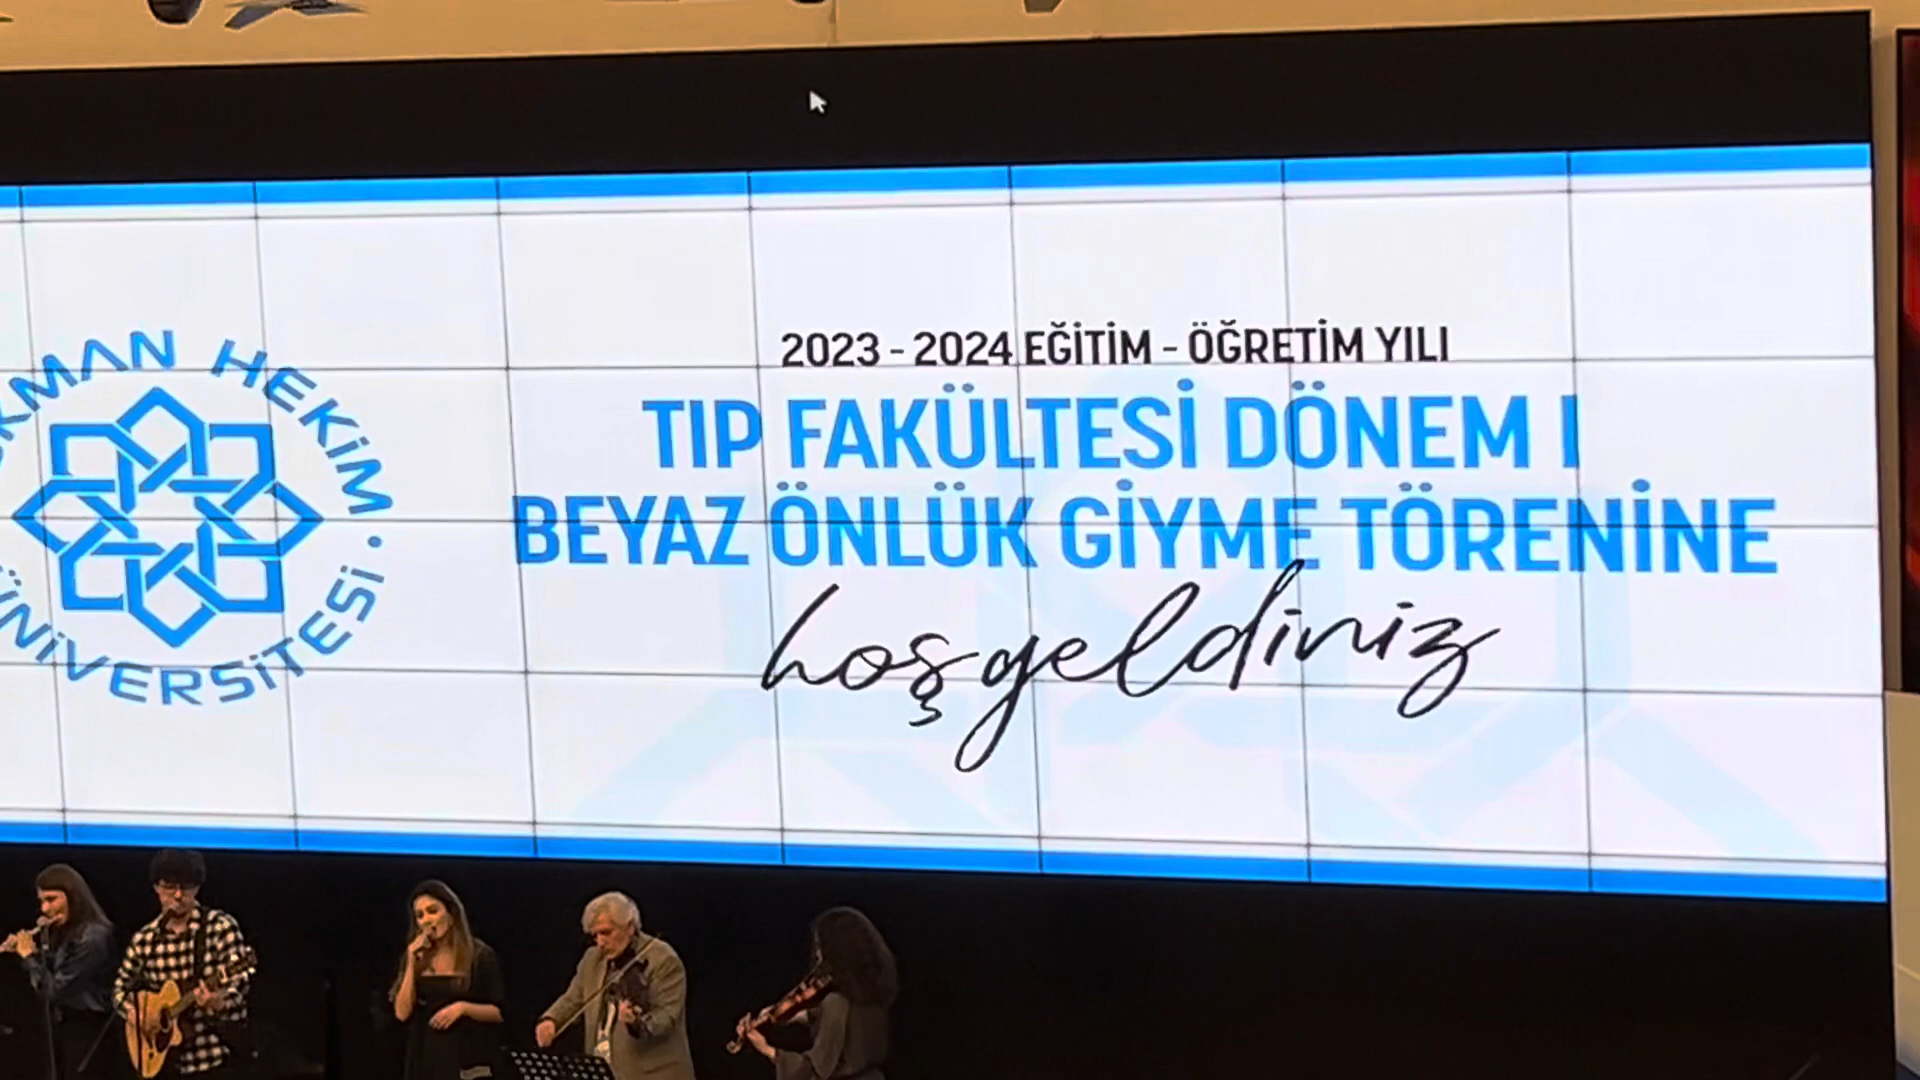 2023 - 2024 EĞİTİM - ÖĞRETİM YILI
TIP FAKÜLTESİ DÖNEM I
BEYAZ ÖNLÜK GİYME TÖRENİNE
hoşgeldiniz
HEKİM
ÜNİVERSİTESİ